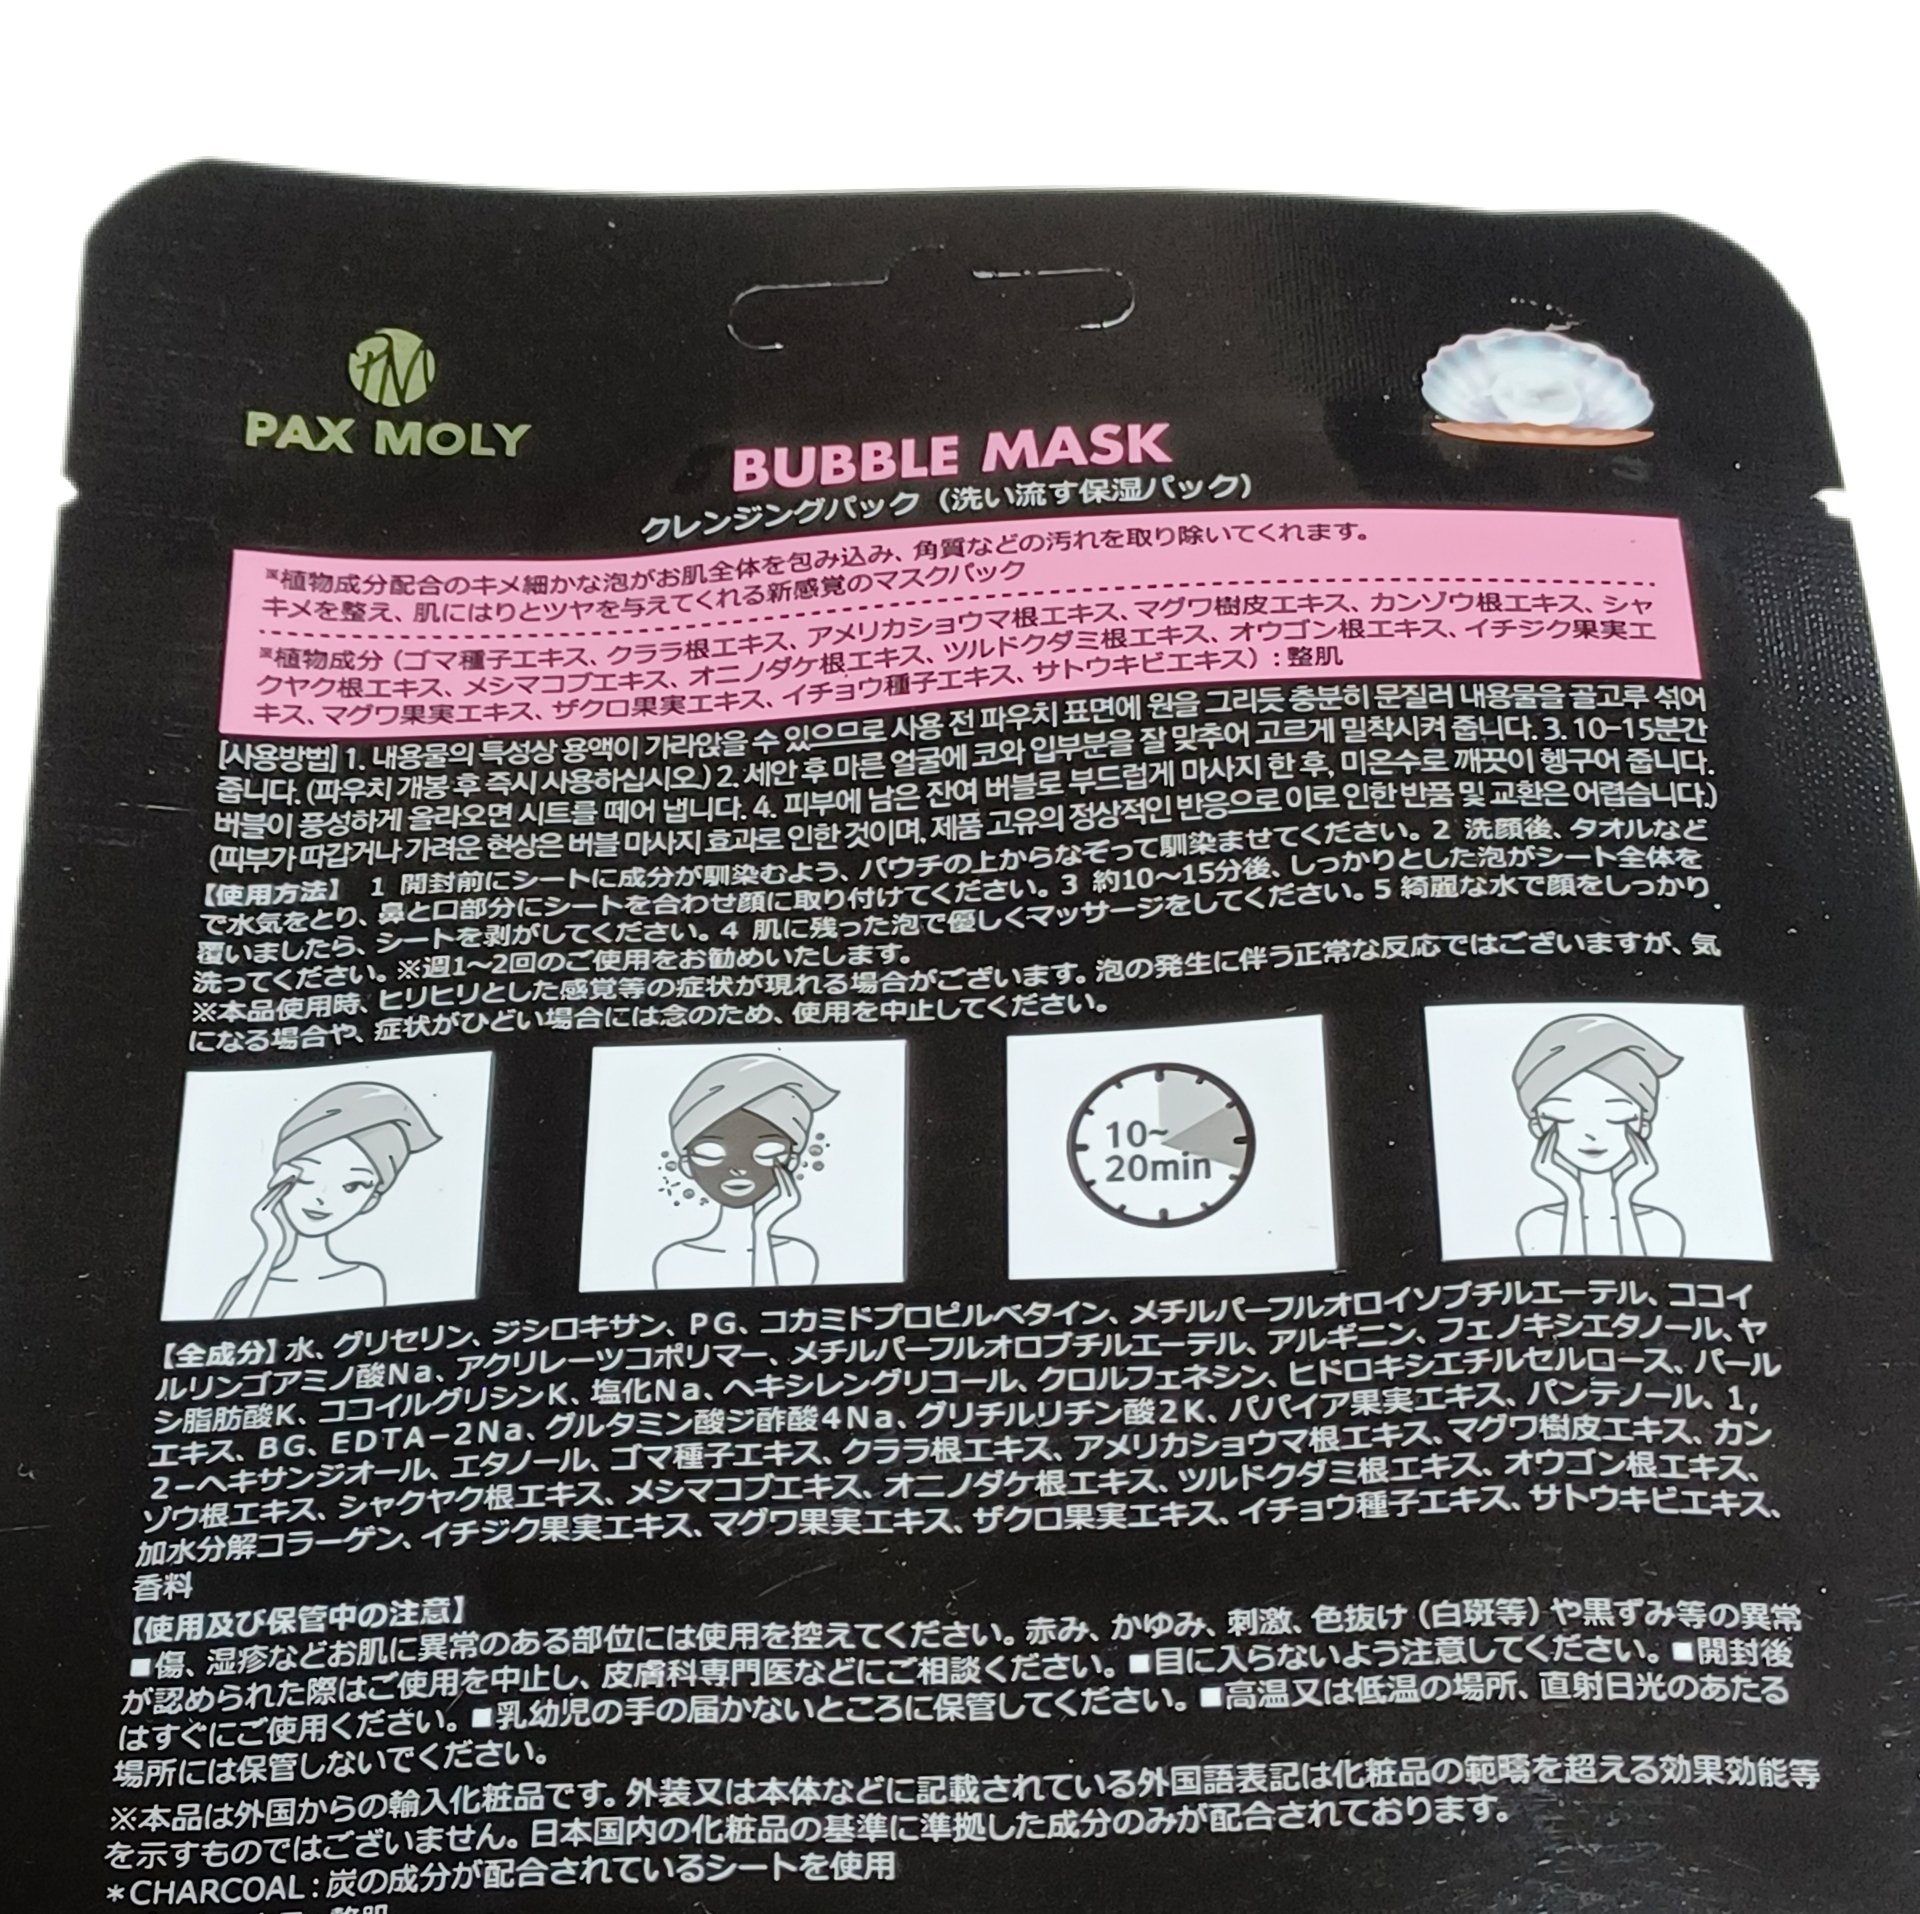 PAX MOLY
BUBBLE MASK
クレンジングパック（洗い流す保湿パック）
※植物成分配合のキメ細かな泡がお肌全体を包み込み、角質などの汚れを取り除いてくれます。
キメを整え、肌にはりとツヤを与えてくれる新感覚のマスクパック
※植物成分（ゴマ種子エキス、クララ根エキス、アメリカショウマ根エキス、マグワ樹皮エキス、カンゾウ根エキス、シャ
クヤク根エキス、メシマコブエキス、オニノダケ根エキス、ツルドクダミ根エキス、オウゴン根エキス、イチジク果実エ
キス、マグワ果実エキス、ザクロ果実エキス、イチョウ種子エキス、サトウキビエキス）：整肌
[사용방법] 1. 내용물의 특성상 용액이 가라앉을 수 있으므로 사용 전 파우치 표면에 원을 그리듯 충분히 문질러 내용물을 골고루 섞어
줍니다. (파우치 개봉 후 즉시 사용하십시오.) 2. 세안 후 마른 얼굴에 코와 입부분을 잘 맞추어 고르게 밀착시켜 줍니다. 3. 10~15분간
버블이 풍성하게 올라오면 시트를 떼어 냅니다. 4. 피부에 남은 잔여 버블로 부드럽게 마사지 한 후, 미온수로 깨끗이 헹구어 줍니다.
(피부가 따갑거나 가려운 현상은 버블 마사지 효과로 인한 것이며, 제품 고유의 정상적인 반응으로 이로 인한 반품 및 교환은 어렵습니다.)
【使用方法】 1 開封前にシートに成分が馴染むよう、パウチの上からなぞって馴染ませてください。2 洗顔後、タオルなど
で水気をとり、鼻と口部分にシートを合わせ顔に取り付けてください。3 約10～15分後、しっかりとした泡がシート全体を
覆いましたら、シートを剥がしてください。4 肌に残った泡で優しくマッサージをしてください。5 綺麗な水で顔をしっかり
洗ってください。※週1～2回のご使用をお勧めいたします。
※本品使用時、ヒリヒリとした感覚等の症状が現れる場合がございます。泡の発生に伴う正常な反応ではございますが、気
になる場合や、症状がひどい場合には念のため、使用を中止してください。
10~
20min
【全成分】水、グリセリン、ジシロキサン、PG、コカミドプロピルベタイン、メチルパーフルオロイソブチルエーテル、ココイ
ルリンゴアミノ酸Na、アクリレーツコポリマー、メチルパーフルオロブチルエーテル、アルギニン、フェノキシエタノール、ヤ
シ脂肪酸K、ココイルグリシンK、塩化Na、ヘキシレングリコール、クロルフェネシン、ヒドロキシエチルセルロース、パール
エキス、BG、EDTA－2Na、グルタミン酸ジ酢酸4Na、グリチルリチン酸2K、パパイア果実エキス、パンテノール、1，
2－ヘキサンジオール、エタノール、ゴマ種子エキス、クララ根エキス、アメリカショウマ根エキス、マグワ樹皮エキス、カン
ゾウ根エキス、シャクヤク根エキス、メシマコブエキス、オニノダケ根エキス、ツルドクダミ根エキス、オウゴン根エキス、
加水分解コラーゲン、イチジク果実エキス、マグワ果実エキス、ザクロ果実エキス、イチョウ種子エキス、サトウキビエキス、
香料
【使用及び保管中の注意】
■傷、湿疹などお肌に異常のある部位には使用を控えてください。赤み、かゆみ、刺激、色抜け（白斑等）や黒ずみ等の異常
が認められた際はご使用を中止し、皮膚科専門医などにご相談ください。■目に入らないよう注意してください。■開封後
はすぐにご使用ください。■乳幼児の手の届かないところに保管してください。■高温又は低温の場所、直射日光のあたる
場所には保管しないでください。
※本品は外国からの輸入化粧品です。外装又は本体などに記載されている外国語表記は化粧品の範疇を超える効果効能等
を示すものではございません。日本国内の化粧品の基準に準拠した成分のみが配合されております。
＊CHARCOAL：炭の成分が配合されているシートを使用